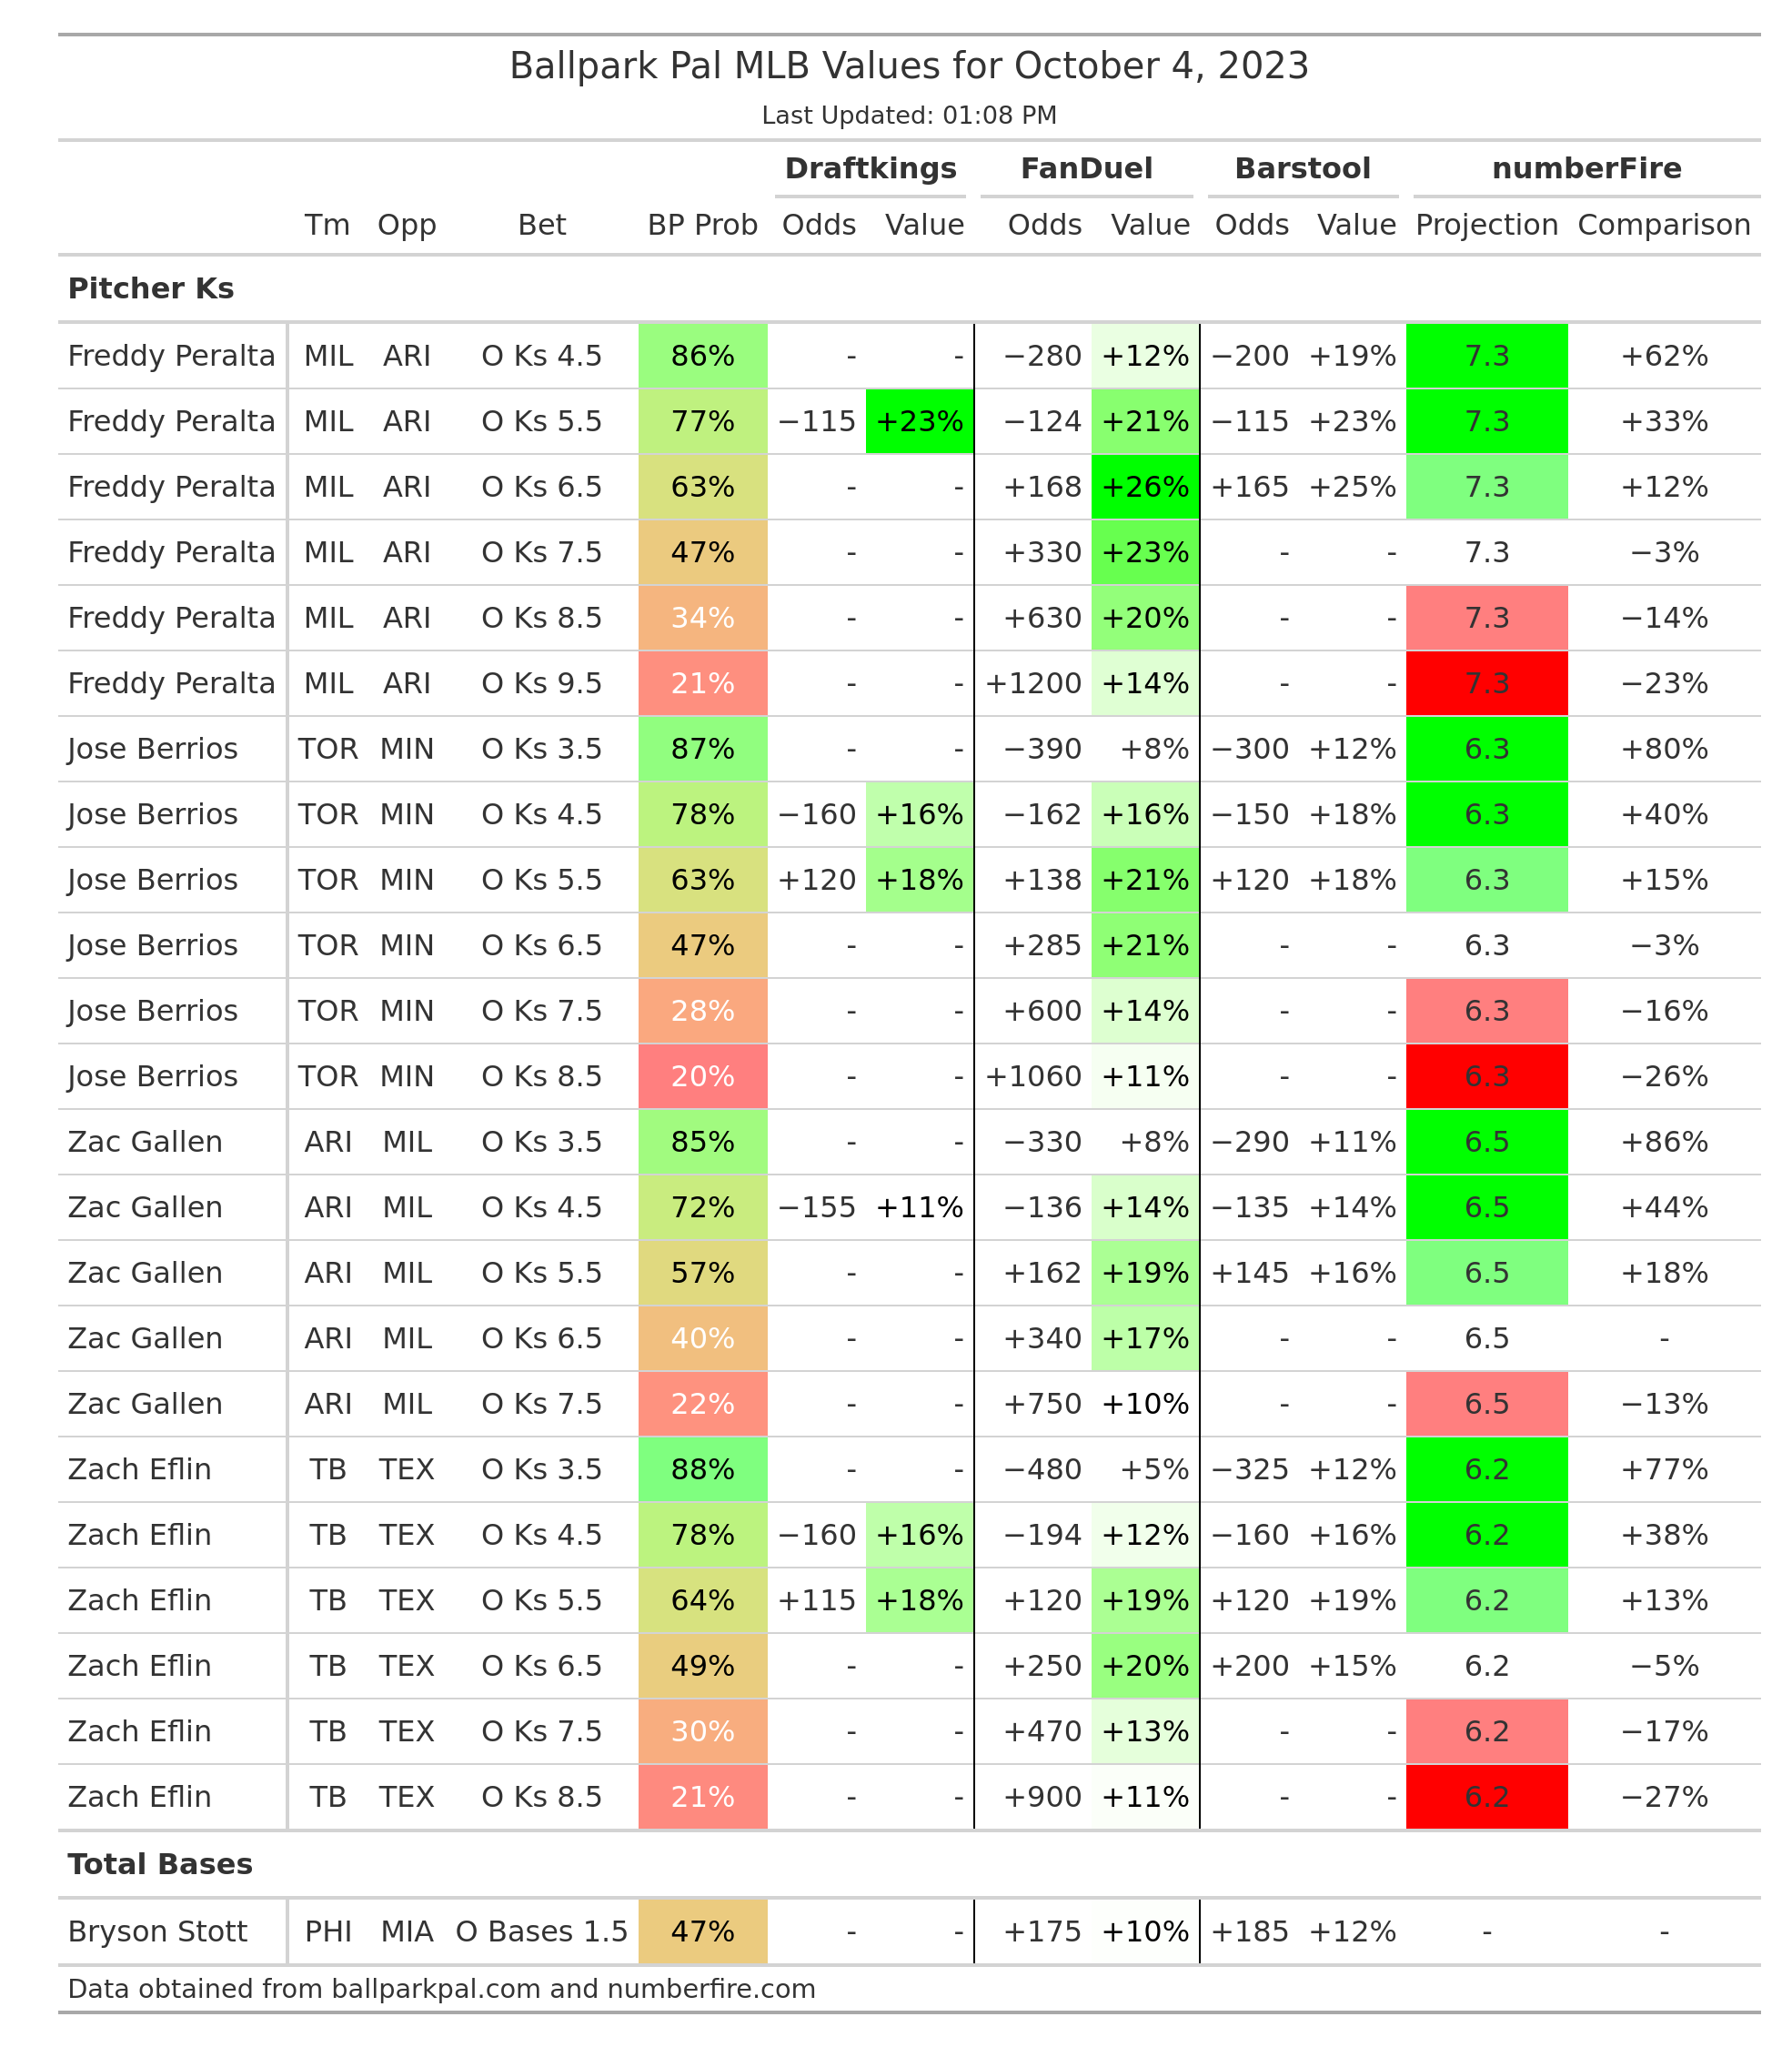 Ballpark Pal MLB Values for October 4, 2023
Last Updated: 01:08 PM
Draftkings FanDuel Barstool numberFire
Tm Opp Bet BP Prob Odds Value Odds Value Odds Value Projection Comparison
Pitcher Ks
Freddy Peralta MIL ARI O Ks 4.5 86% - - −280 +12% −200 +19% 7.3 +62%
Freddy Peralta MIL ARI O Ks 5.5 77% −115 +23% −124 +21% −115 +23% 7.3 +33%
Freddy Peralta MIL ARI O Ks 6.5 63% - - +168 +26% +165 +25% 7.3 +12%
Freddy Peralta MIL ARI O Ks 7.5 47% - - +330 +23% - - 7.3 −3%
Freddy Peralta MIL ARI O Ks 8.5 34% - - +630 +20% - - 7.3 −14%
Freddy Peralta MIL ARI O Ks 9.5 21% - - +1200 +14% - - 7.3 −23%
Jose Berrios TOR MIN O Ks 3.5 87% - - −390 +8% −300 +12% 6.3 +80%
Jose Berrios TOR MIN O Ks 4.5 78% −160 +16% −162 +16% −150 +18% 6.3 +40%
Jose Berrios TOR MIN O Ks 5.5 63% +120 +18% +138 +21% +120 +18% 6.3 +15%
Jose Berrios TOR MIN O Ks 6.5 47% - - +285 +21% - - 6.3 −3%
Jose Berrios TOR MIN O Ks 7.5 28% - - +600 +14% - - 6.3 −16%
Jose Berrios TOR MIN O Ks 8.5 20% - - +1060 +11% - - 6.3 −26%
Zac Gallen ARI MIL O Ks 3.5 85% - - −330 +8% −290 +11% 6.5 +86%
Zac Gallen ARI MIL O Ks 4.5 72% −155 +11% −136 +14% −135 +14% 6.5 +44%
Zac Gallen ARI MIL O Ks 5.5 57% - - +162 +19% +145 +16% 6.5 +18%
Zac Gallen ARI MIL O Ks 6.5 40% - - +340 +17% - - 6.5 -
Zac Gallen ARI MIL O Ks 7.5 22% - - +750 +10% - - 6.5 −13%
Zach Eflin TB TEX O Ks 3.5 88% - - −480 +5% −325 +12% 6.2 +77%
Zach Eflin TB TEX O Ks 4.5 78% −160 +16% −194 +12% −160 +16% 6.2 +38%
Zach Eflin TB TEX O Ks 5.5 64% +115 +18% +120 +19% +120 +19% 6.2 +13%
Zach Eflin TB TEX O Ks 6.5 49% - - +250 +20% +200 +15% 6.2 −5%
Zach Eflin TB TEX O Ks 7.5 30% - - +470 +13% - - 6.2 −17%
Zach Eflin TB TEX O Ks 8.5 21% - - +900 +11% - - 6.2 −27%
Total Bases
Bryson Stott PHI MIA O Bases 1.5 47% - - +175 +10% +185 +12% - -
Data obtained from ballparkpal.com and numberfire.com